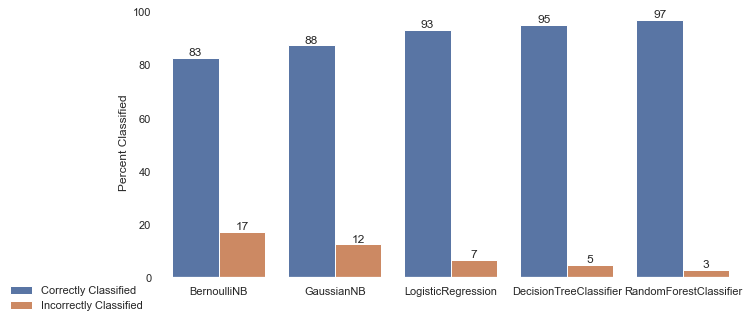 100
80
60
40
20
0
Percent Classified
83
17
88
12
93
7
95
5
97
3
BernoulliNB
GaussianNB
LogisticRegression
DecisionTreeClassifier
RandomForestClassifier
Correctly Classified
Incorrectly Classified